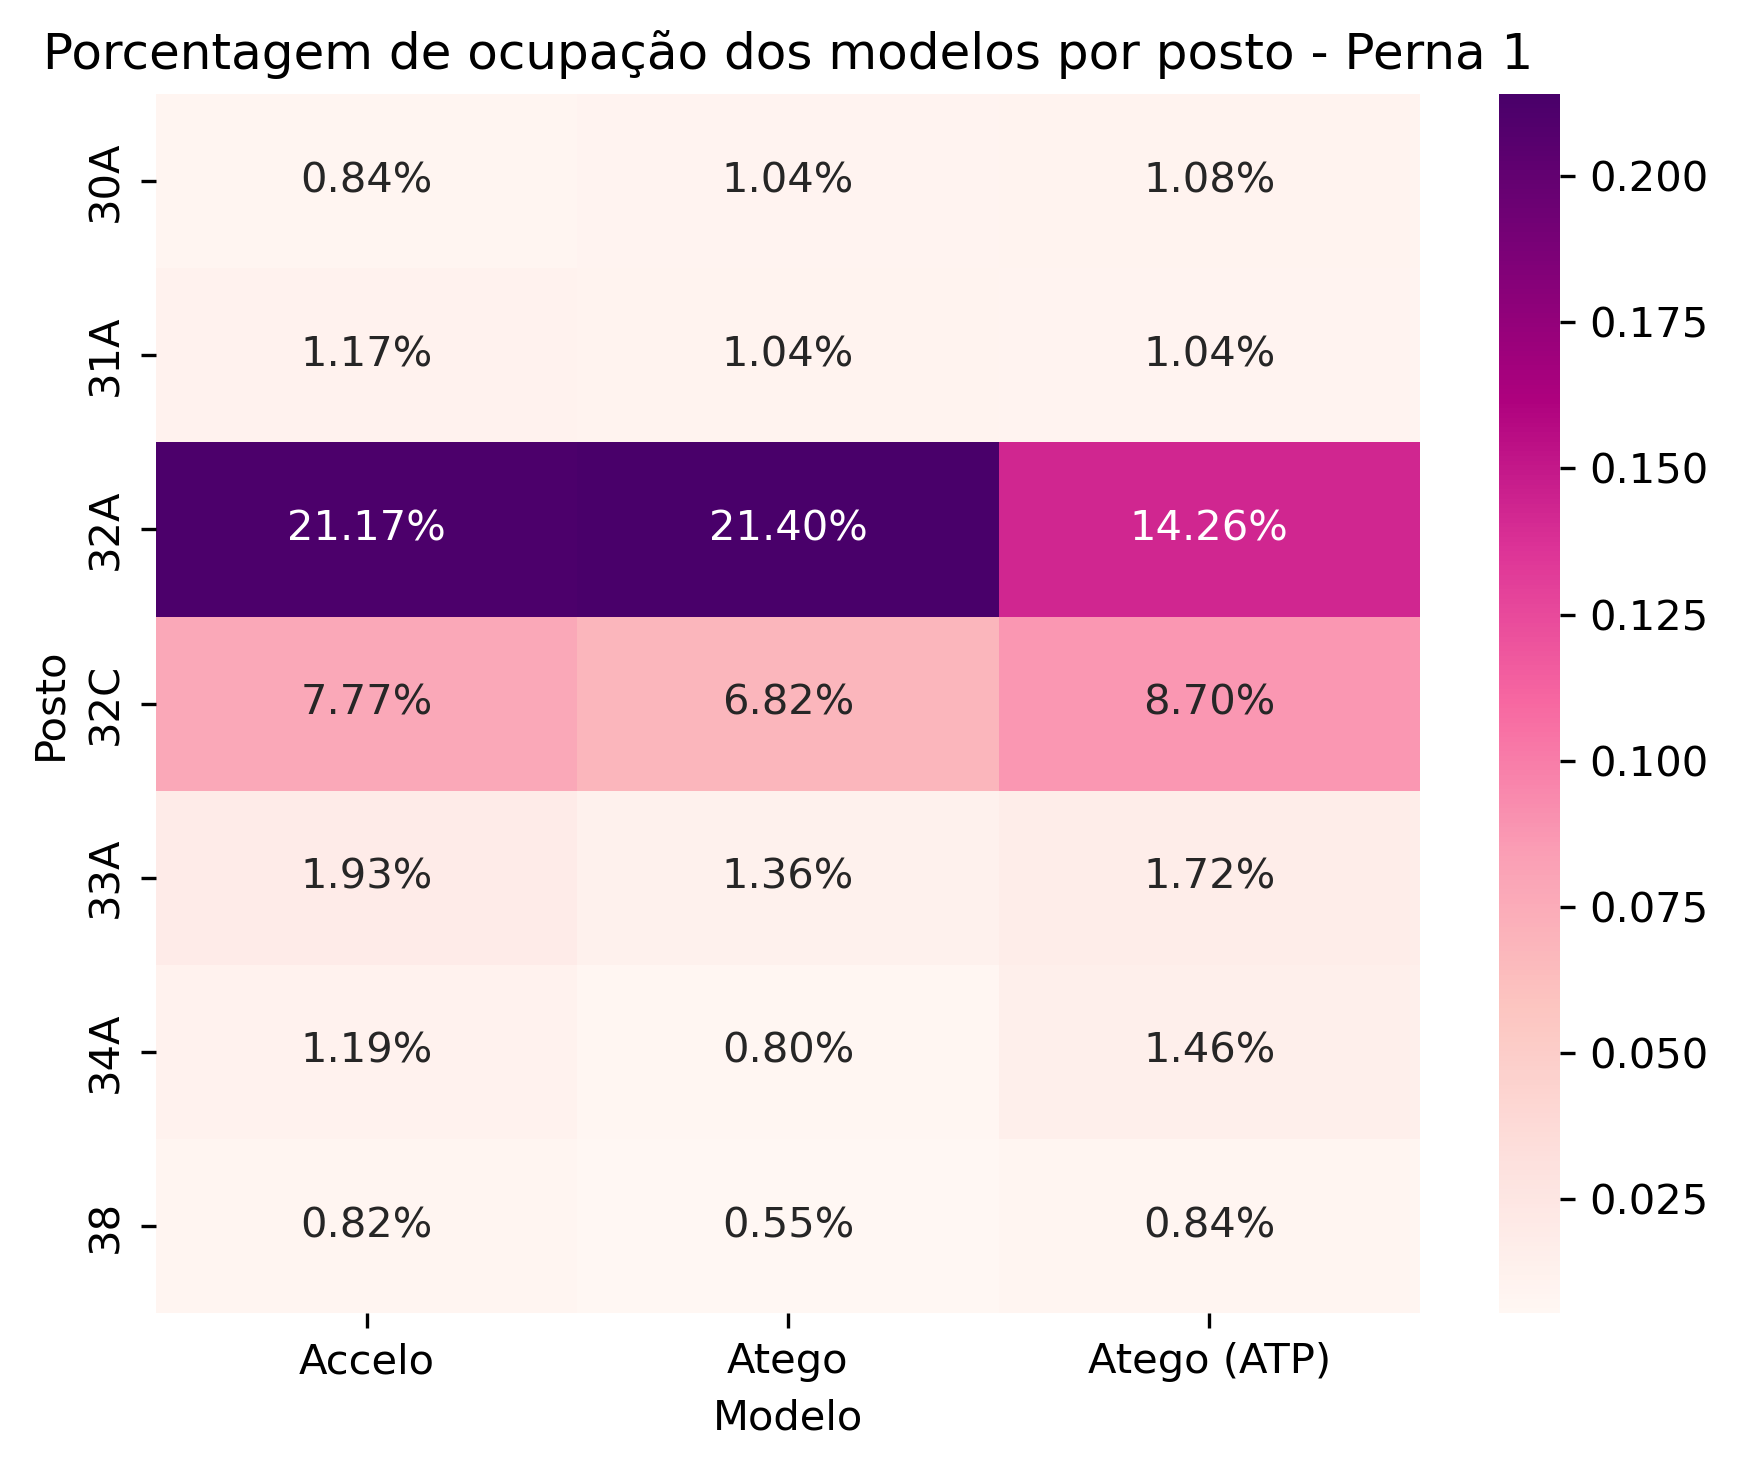 Porcentagem de ocupação dos modelos por posto - Perna 1
30A 0.84% 1.04% 1.08%
31A 1.17% 1.04% 1.04%
32A 21.17% 21.40% 14.26%
32C 7.77% 6.82% 8.70%
33A 1.93% 1.36% 1.72%
34A 1.19% 0.80% 1.46%
38 0.82% 0.55% 0.84%
Posto
Accelo Atego Atego (ATP)
Modelo
0.200
0.175
0.150
0.125
0.100
0.075
0.050
0.025